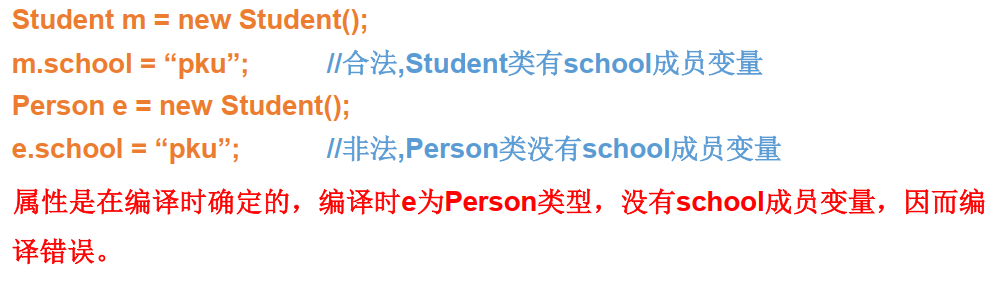 Student m = new Student();
m.school = “pku”; //合法,Student类有school成员变量
Person e = new Student();
e.school = “pku”; //非法,Person类没有school成员变量
属性是在编译时确定的，编译时e为Person类型，没有school成员变量，因而编
译错误。